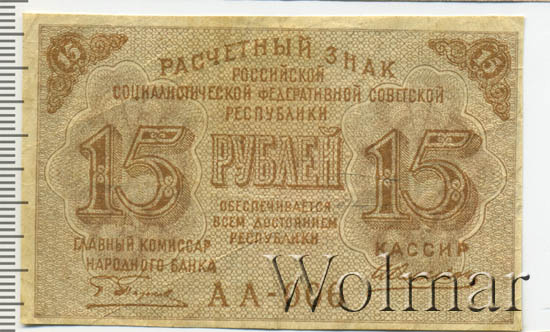 15 15
РАСЧЕТНЫЙ ЗНАК
РОССИЙСКОЙ
СОЦИАЛИСТИЧЕСКОЙ ФЕДЕРАТИВНОЙ СОВЕТСКОЙ
РЕСПУБЛИКИ
15 РУБЛЕЙ 15
ОБЕСПЕЧИВАЕТСЯ
ВСЕМ ДОСТОЯНИЕМ
РЕСПУБЛИКИ
ГЛАВНЫЙ КОМИССАР
НАРОДНОГО БАНКА
КАССИР
АА-
Wolmar